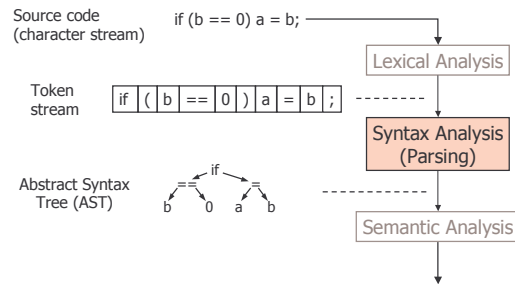 Source code
(character stream)
if (b == 0) a = b;
Lexical Analysis
Token
stream
if ( b == 0 ) a = b ;
Syntax Analysis
(Parsing)
Abstract Syntax
Tree (AST)
if
== =
b 0 a b
Semantic Analysis